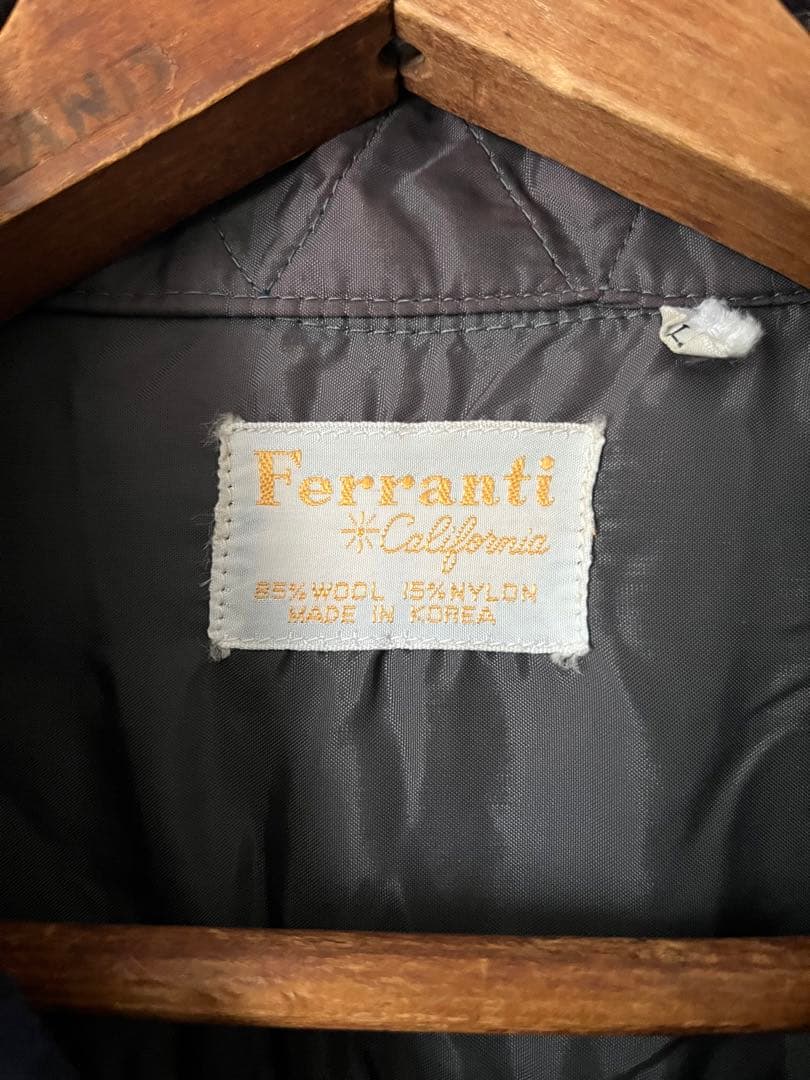 L
Ferranti
California
85% WOOL 15% NYLON
MADE IN KOREA